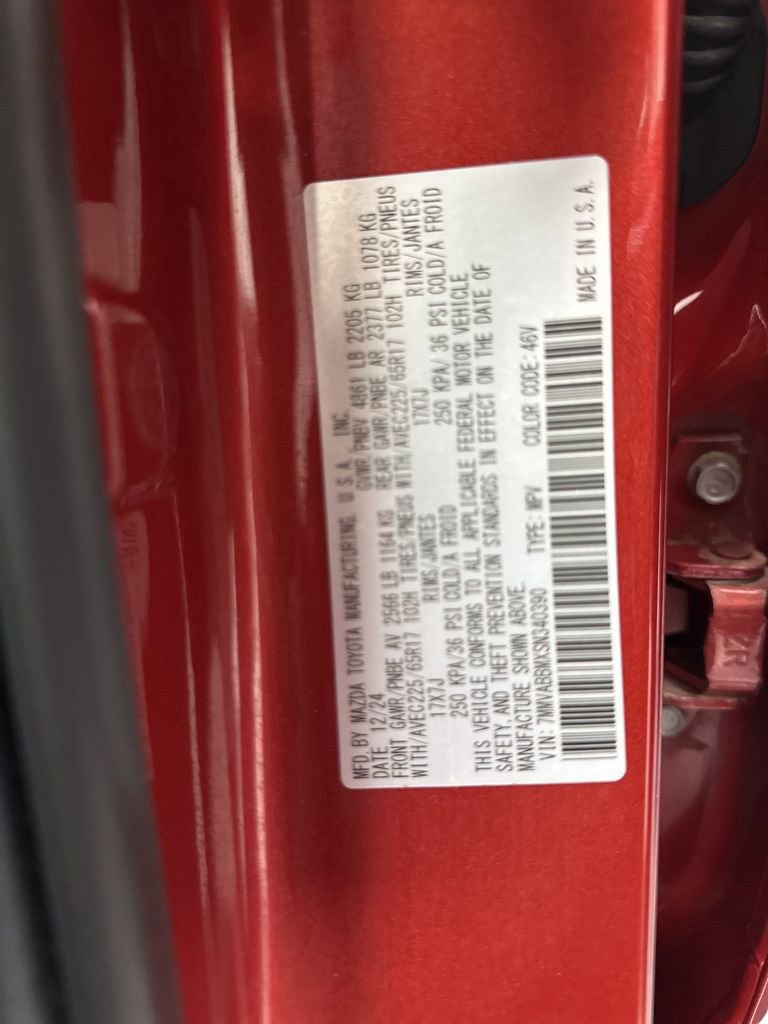 MFD. BY MAZDA TOYOTA MANUFACTURING U.S.A., INC.
DATE 12/24 GVWR/PNBV 4861 LB 2205 KG
FRONT GAWR/PNBE AV 2566 LB 1164 KG REAR GAWR/PNBE AR 2377 LB 1078 KG
WITH/AVEC225/65R17 102H TIRES/PNEUS WITH/AVEC225/65R17 102H TIRES/PNEUS
17X7J RIMS/JANTES 17X7J RIMS/JANTES
250 KPA/36 PSI COLD/A FROID 250 KPA/36 PSI COLD/A FROID
THIS VEHICLE CONFORMS TO ALL APPLICABLE FEDERAL MOTOR VEHICLE
SAFETY, AND THEFT PREVENTION STANDARDS IN EFFECT ON THE DATE OF
MANUFACTURE SHOWN ABOVE.
VIN: 7MMVABBMXSN340390 TYPE: MPV COLOR CODE: 46V
MADE IN U.S.A.
ZR